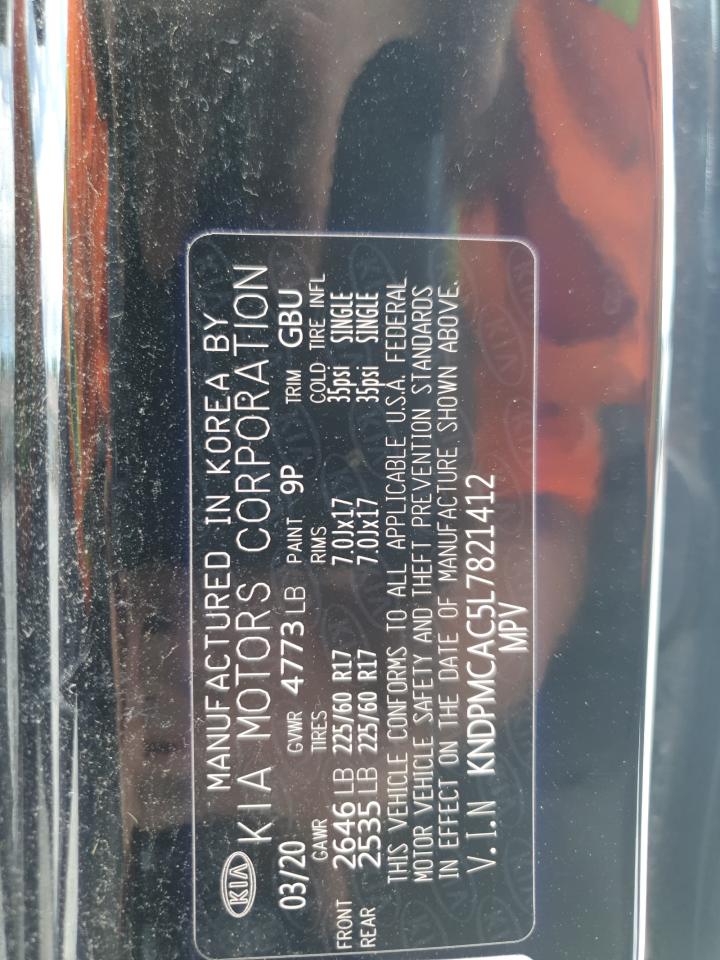 KIA MANUFACTURED IN KOREA BY
KIA MOTORS CORPORATION
03/20 GVWR 4773 LB PAINT 9P TRIM GBU
GAWR TIRES RIMS COLD TIRE INFL
FRONT 2646 LB 225/60 R17 7.0Jx17 35psi SINGLE
REAR 2535 LB 225/60 R17 7.0Jx17 35psi SINGLE
THIS VEHICLE CONFORMS TO ALL APPLICABLE U.S.A. FEDERAL
MOTOR VEHICLE SAFETY AND THEFT PREVENTION STANDARDS
IN EFFECT ON THE DATE OF MANUFACTURE SHOWN ABOVE.
V.I.N KNDPMCAC5L7821412
MPV